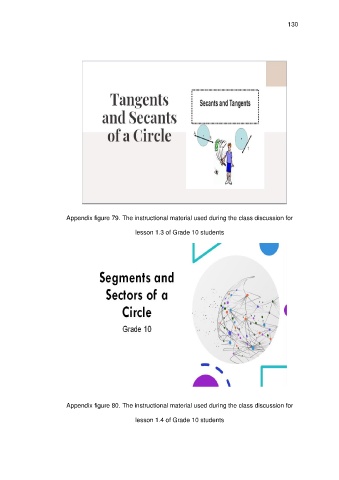 130
Tangents
and Secants
of a Circle
Secants and Tangents
Appendix figure 79. The instructional material used during the class discussion for
lesson 1.3 of Grade 10 students
Segments and
Sectors of a
Circle
Grade 10
Appendix figure 80. The instructional material used during the class discussion for
lesson 1.4 of Grade 10 students